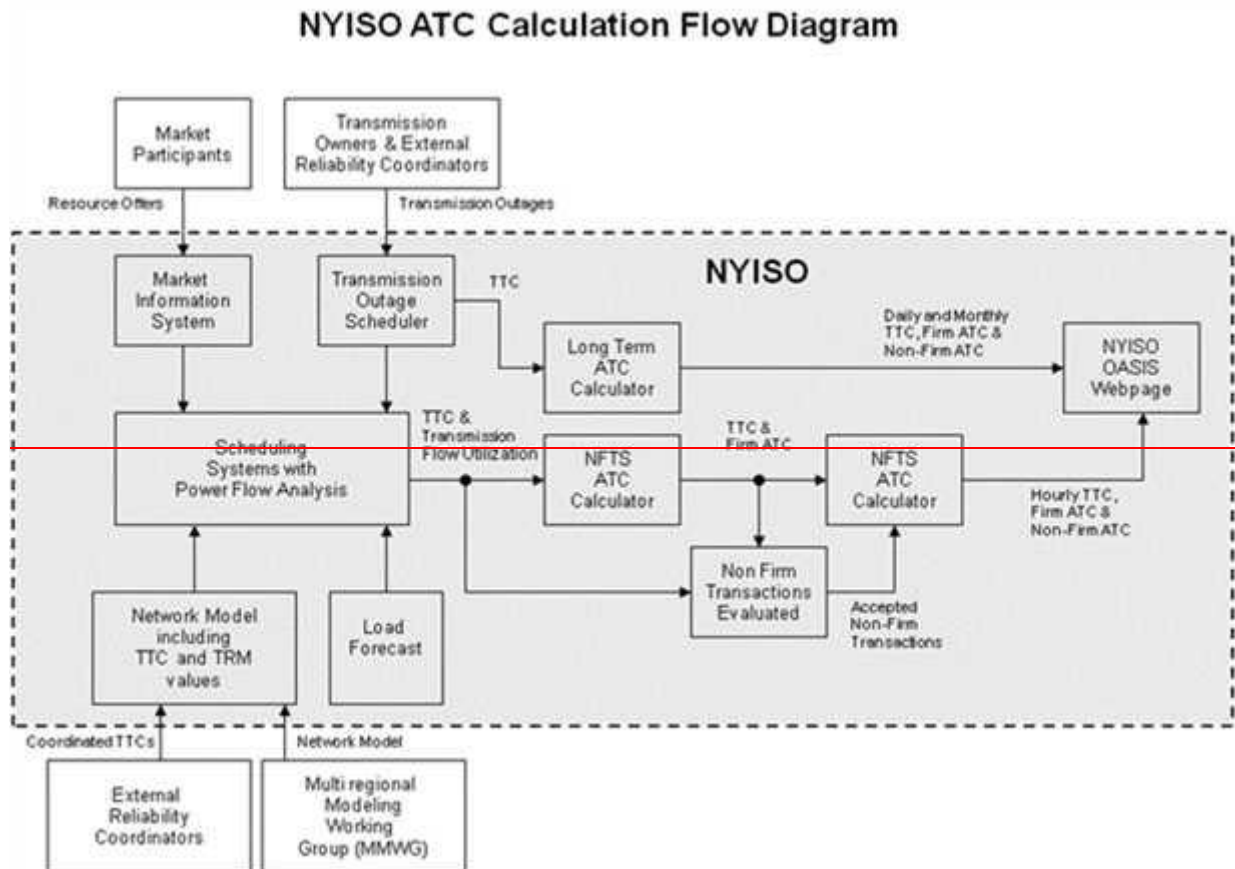 NYISO ATC Calculation Flow Diagram
Market
Participants
Transmission
Owners & External
Reliability Coordinators
Resource Offers
Transmission Outages
NYISO
Market
Information
System
Transmission
Outage
Scheduler
TTC
Long Term
ATC
Calculator
Daily and Monthly
TTC, Firm ATC &
Non-Firm ATC
NYISO
OASIS
Webpage
Scheduling
Systems with
Power Flow Analysis
TTC &
Transmission
Flow Utilization
NFTS
ATC
Calculator
TTC &
Firm ATC
NFTS
ATC
Calculator
Hourly TTC,
Firm ATC &
Non-Firm ATC
Non Firm
Transactions
Evaluated
Accepted
Non-Firm
Transactions
Network Model
including
TTC and TRM
values
Load
Forecast
Coordinated TTCs
Network Model
External
Reliability
Coordinators
Multi regional
Modeling
Working
Group (MMWG)